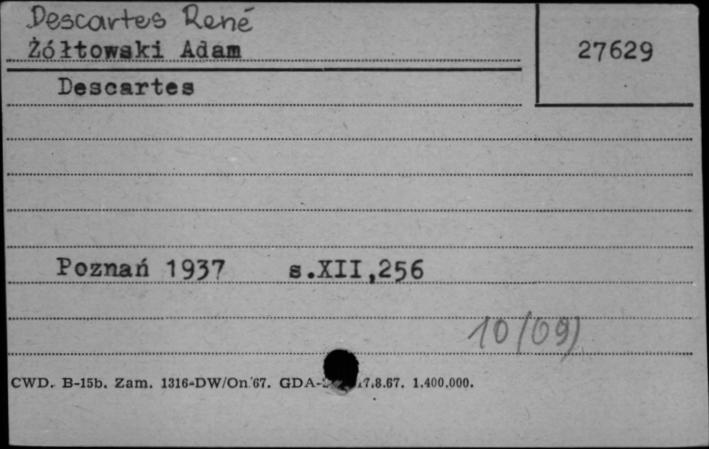 Descartes René
Żółtowski Adam
27629
Descartes
Poznań 1937 s.XII,256
10/(09)
CWD. B-15b. Zam. 1316-DW/On/67. GDA- 7.8.67. 1.400.000.